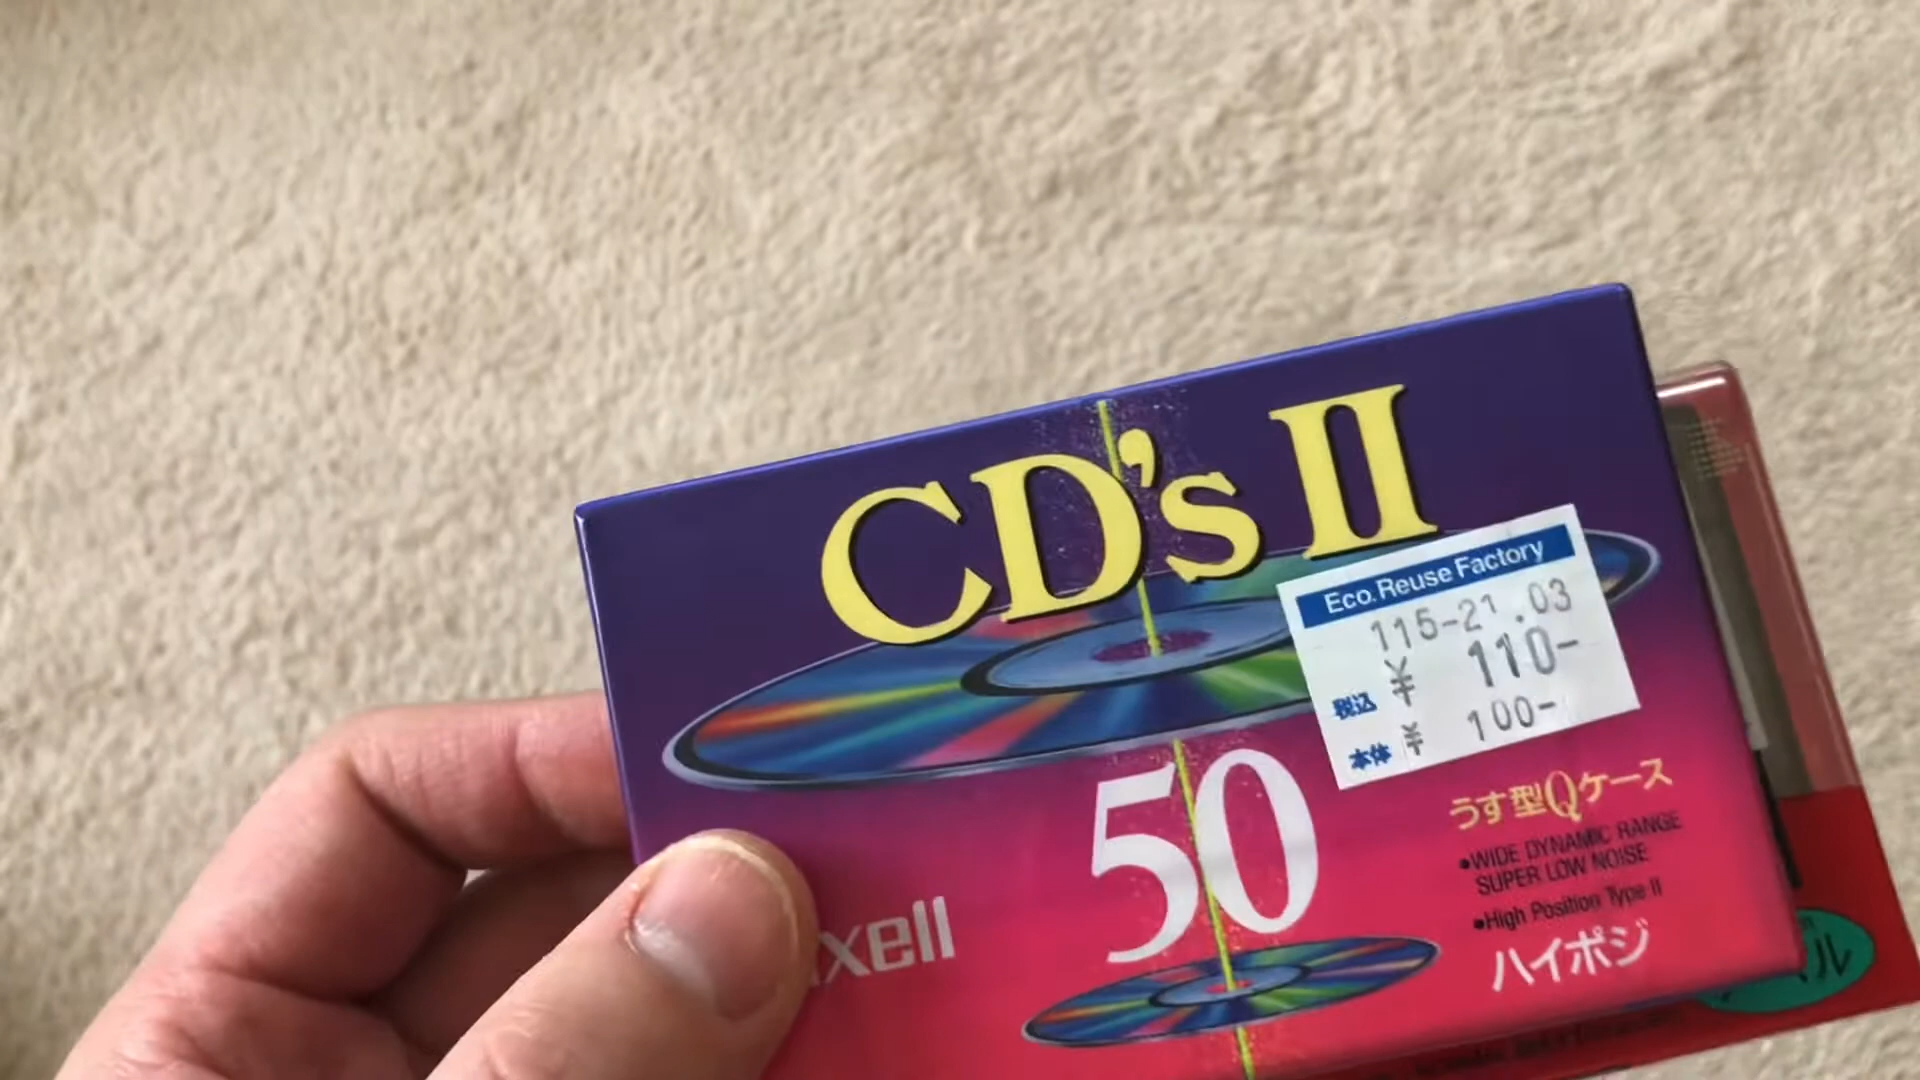 CD's II
Eco.Reuse Factory
115-21.03
¥ 110-
税込
¥ 100-
本体
50
うす型Qケース
•WIDE DYNAMIC RANGE
SUPER LOW NOISE
•High Position Type II
ハイポジ
xell
ル